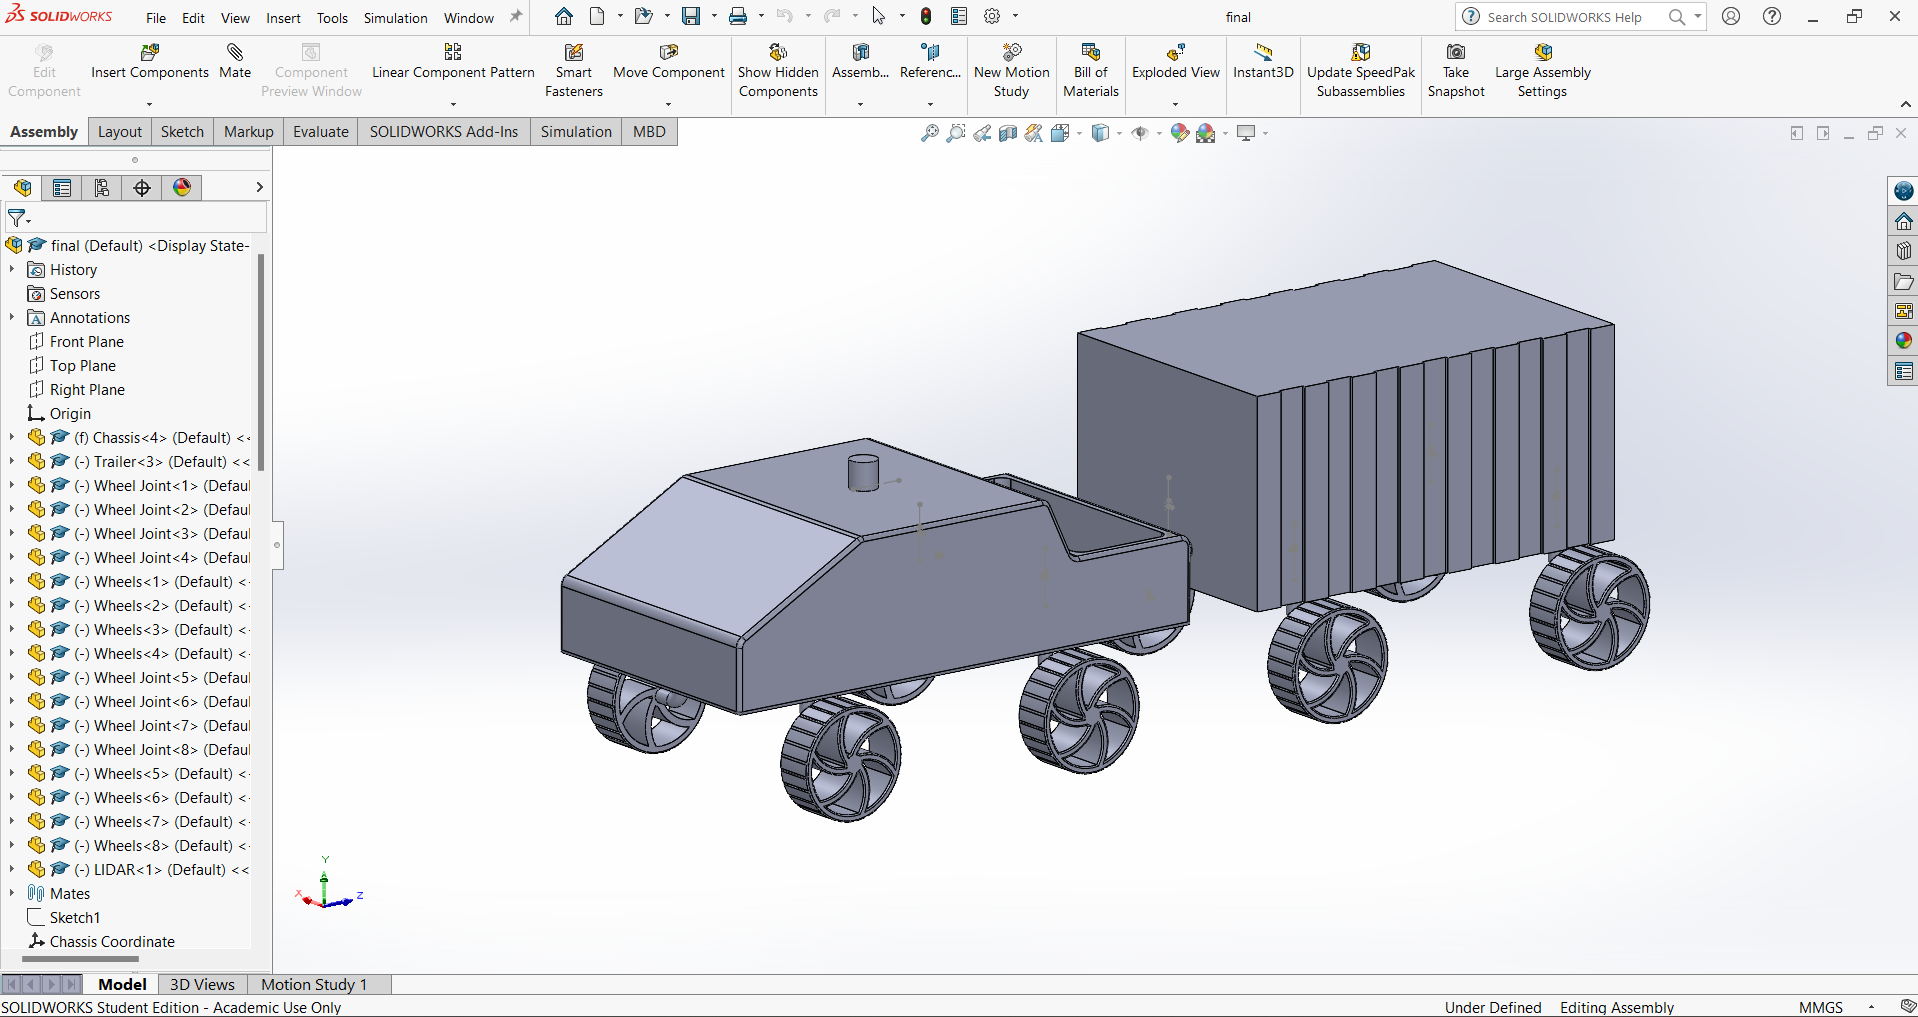 SOLIDWORKS File Edit View Insert Tools Simulation Window final Search SOLIDWORKS Help
Edit Component Insert Components Mate Component Preview Window Linear Component Pattern Smart Fasteners Move Component Show Hidden Components Assemb... Referenc... New Motion Study Bill of Materials Exploded View Instant3D Update SpeedPak Subassemblies Take Snapshot Large Assembly Settings
Assembly Layout Sketch Markup Evaluate SOLIDWORKS Add-Ins Simulation MBD
final (Default) <Display State-
History
Sensors
Annotations
Front Plane
Top Plane
Right Plane
Origin
(f) Chassis<4> (Default) <<
(-) Trailer<3> (Default) <<
(-) Wheel Joint<1> (Defaul
(-) Wheel Joint<2> (Defaul
(-) Wheel Joint<3> (Defaul
(-) Wheel Joint<4> (Defaul
(-) Wheels<1> (Default) <
(-) Wheels<2> (Default) <
(-) Wheels<3> (Default) <
(-) Wheels<4> (Default) <
(-) Wheel Joint<5> (Defaul
(-) Wheel Joint<6> (Defaul
(-) Wheel Joint<7> (Defaul
(-) Wheel Joint<8> (Defaul
(-) Wheels<5> (Default) <
(-) Wheels<6> (Default) <
(-) Wheels<7> (Default) <
(-) Wheels<8> (Default) <
(-) LIDAR<1> (Default) <<
Mates
Sketch1
Chassis Coordinate
Y
X
Z
Model 3D Views Motion Study 1
SOLIDWORKS Student Edition - Academic Use Only Under Defined Editing Assembly MMGS